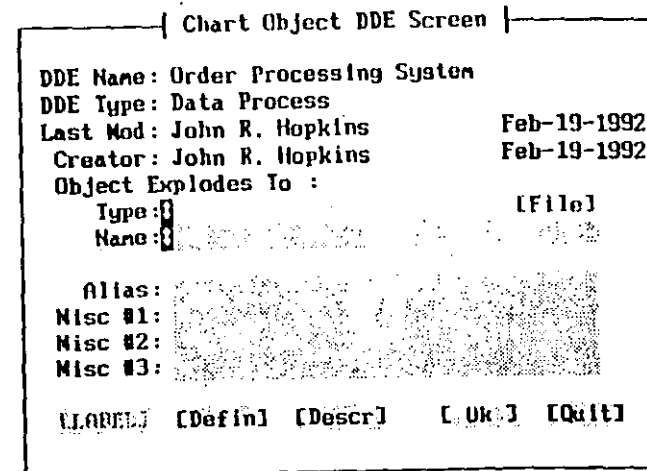 Chart Object DDE Screen
DDE Name: Order Processing System
DDE Type: Data Process
Last Mod: John R. Hopkins Feb-19-1992
Creator: John R. Hopkins Feb-19-1992
Object Explodes To :
Type: [File]
Name:
Alias:
Misc #1:
Misc #2:
Misc #3:
[LABEL] [Defin] [Descr] [ Ok ] [Quit]